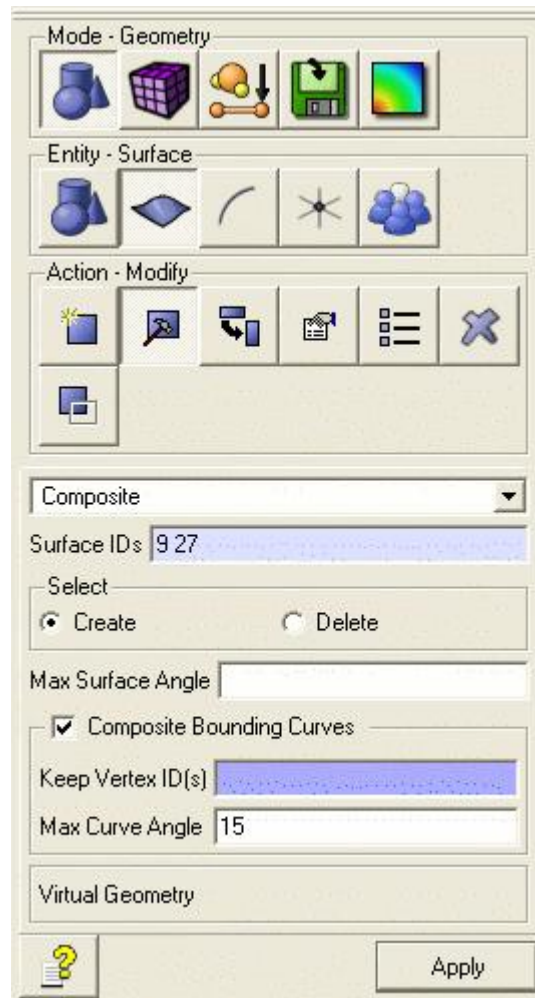 Mode - Geometry
Entity - Surface
Action - Modify
Composite
Surface IDs 9 27
Select
Create Delete
Max Surface Angle
Composite Bounding Curves
Keep Vertex ID(s)
Max Curve Angle 15
Virtual Geometry
Apply